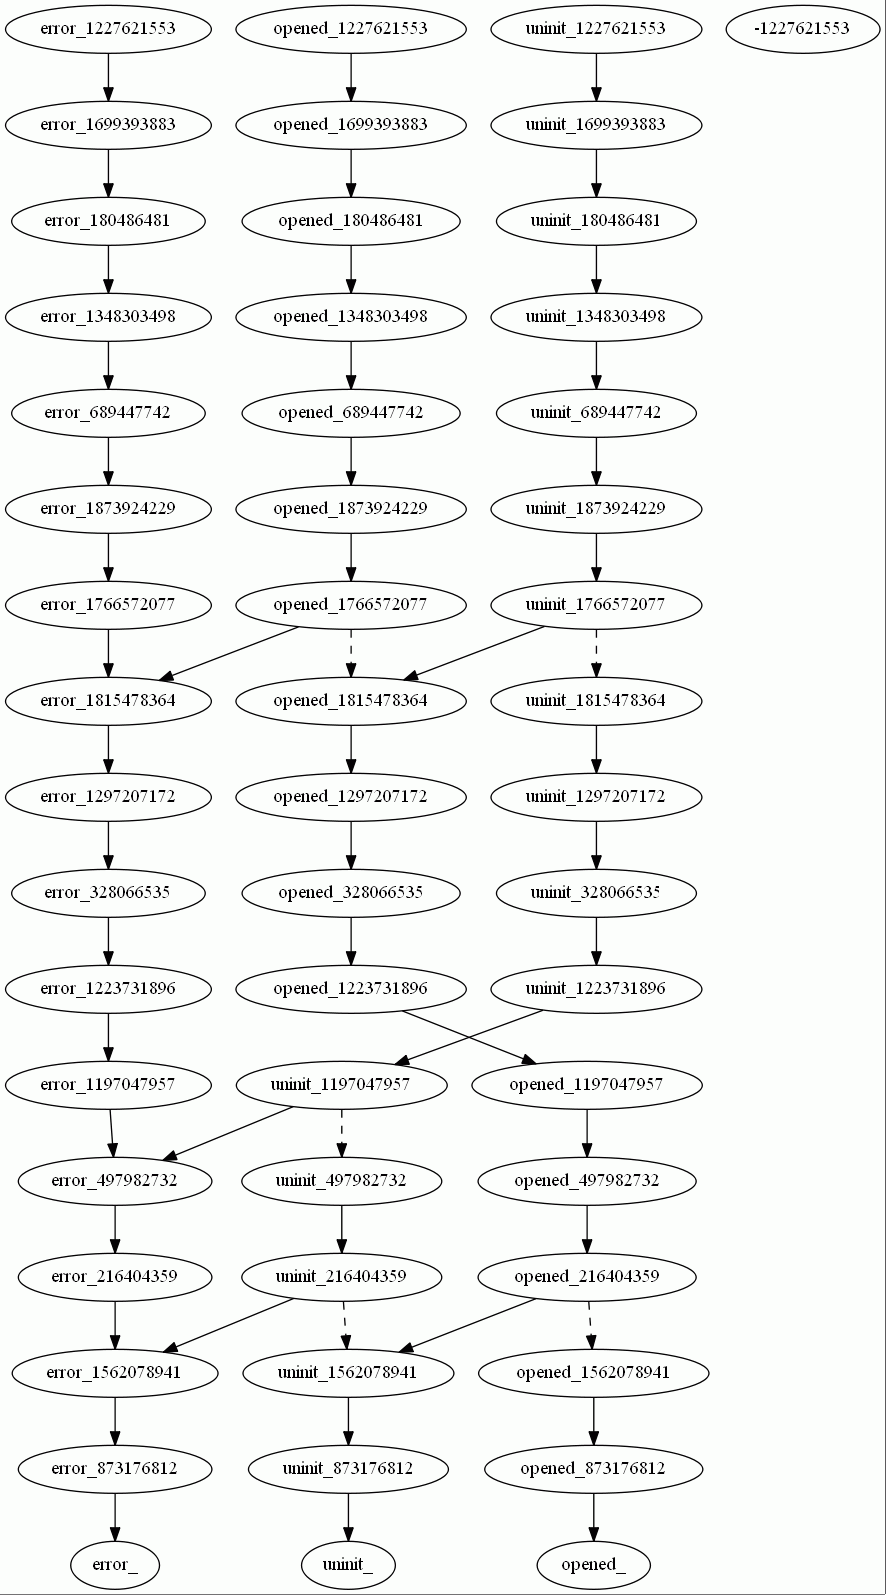 error_1227621553 opened_1227621553 uninit_1227621553 -1227621553
error_1699393883 opened_1699393883 uninit_1699393883
error_180486481 opened_180486481 uninit_180486481
error_1348303498 opened_1348303498 uninit_1348303498
error_689447742 opened_689447742 uninit_689447742
error_1873924229 opened_1873924229 uninit_1873924229
error_1766572077 opened_1766572077 uninit_1766572077
error_1815478364 opened_1815478364 uninit_1815478364
error_1297207172 opened_1297207172 uninit_1297207172
error_328066535 opened_328066535 uninit_328066535
error_1223731896 opened_1223731896 uninit_1223731896
error_1197047957 uninit_1197047957 opened_1197047957
error_497982732 uninit_497982732 opened_497982732
error_216404359 uninit_216404359 opened_216404359
error_1562078941 uninit_1562078941 opened_1562078941
error_873176812 uninit_873176812 opened_873176812
error_ uninit_ opened_